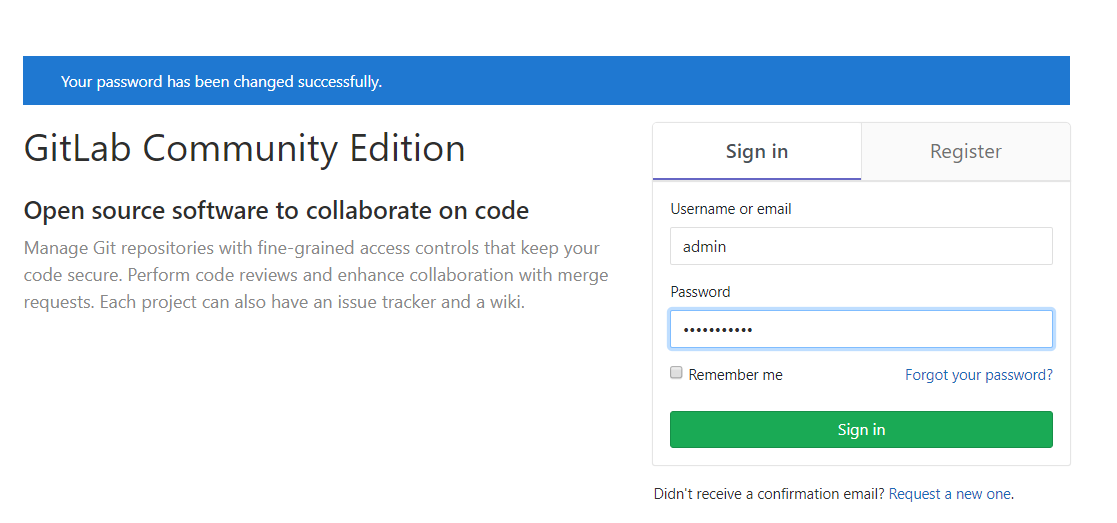 Your password has been changed successfully.
GitLab Community Edition
Open source software to collaborate on code
Manage Git repositories with fine-grained access controls that keep your
code secure. Perform code reviews and enhance collaboration with merge
requests. Each project can also have an issue tracker and a wiki.
Sign in
Register
Username or email
admin
Password
•••••••••••
Remember me
Forgot your password?
Sign in
Didn't receive a confirmation email? Request a new one.